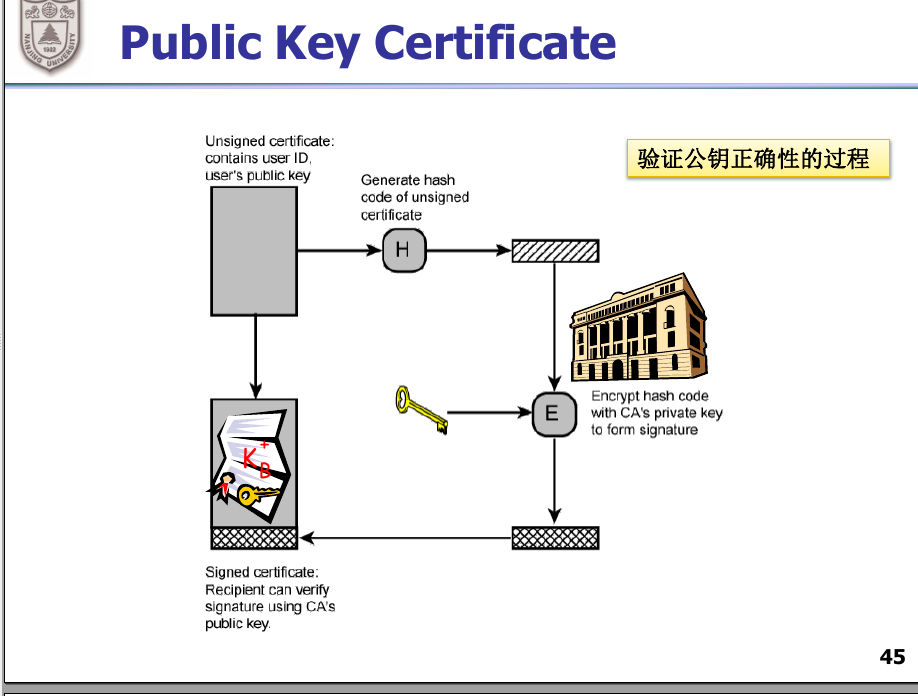 NANJING UNIVERSITY
1902
Public Key Certificate
Unsigned certificate:
contains user ID,
user's public key
验证公钥正确性的过程
Generate hash
code of unsigned
certificate
H
Encrypt hash code
with CA's private key
to form signature
E
K+B
Signed certificate:
Recipient can verify
signature using CA's
public key.
45